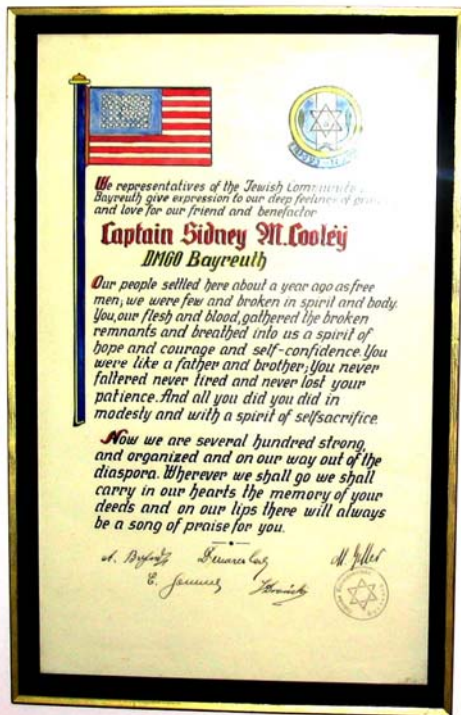 We representatives of the Jewish Community
Bayreuth give expression to our deep feelings of
and love for our friend and benefactor
Captain Sidney M. Cooley
DMGO Bayreuth
Our people settled here about a year ago as free
men; we were few and broken in spirit and body.
You, our flesh and blood, gathered the broken
remnants and breathed into us a spirit of
hope and courage and self-confidence. You
were like a father and brother; You never
faltered never tired and never lost your
patience. And all you did you did in
modesty and with a spirit of selfsacrifice.
Now we are several hundred strong
and organized and on our way out of the
diaspora. Wherever we shall go we shall
carry in our hearts the memory of your
deeds and on our lips there will always
be a song of praise for you.